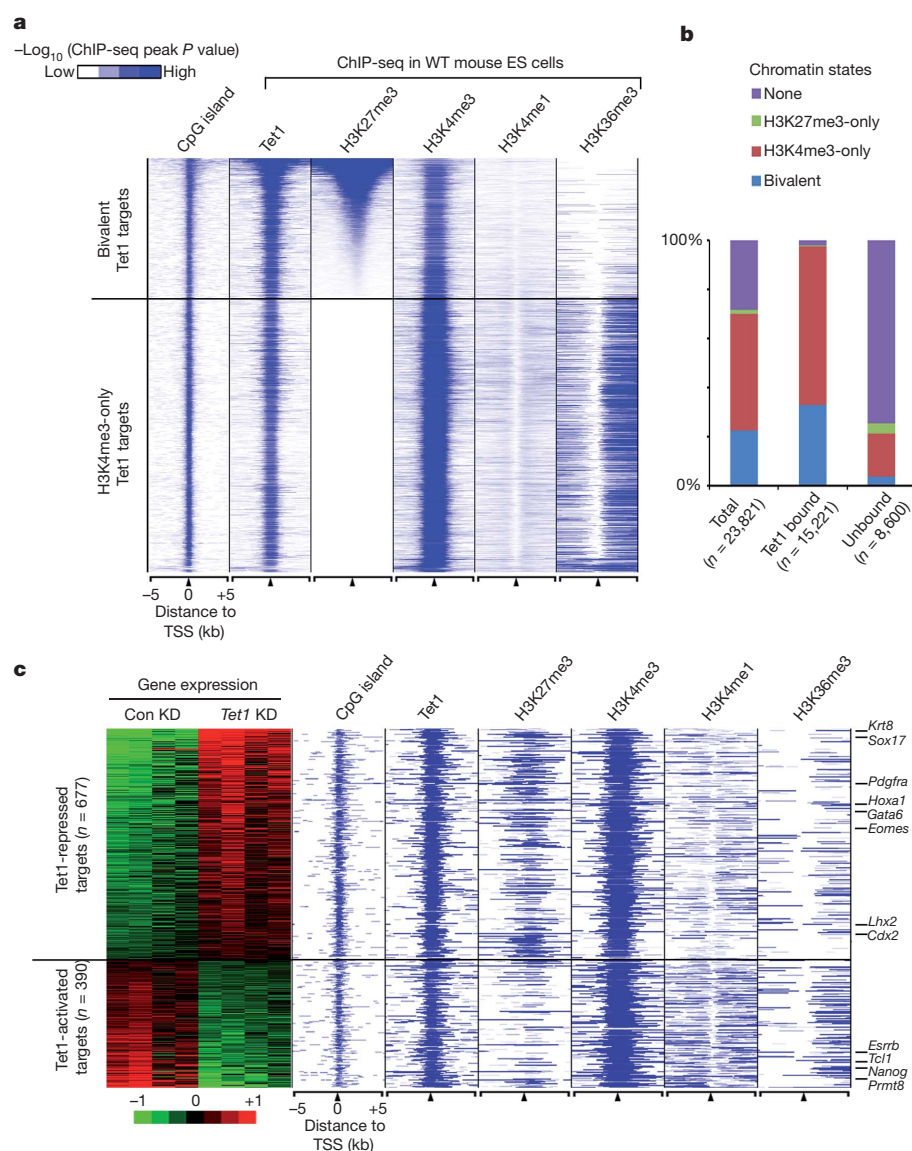 a
–Log10 (ChIP-seq peak P value)
Low High
ChIP-seq in WT mouse ES cells
CpG island
Tet1
H3K27me3
H3K4me3
H3K4me1
H3K36me3
Bivalent
Tet1 targets
H3K4me3-only
Tet1 targets
–5 0 +5
Distance to
TSS (kb)
b
Chromatin states
None
H3K27me3-only
H3K4me3-only
Bivalent
100%
0%
Total
(n = 23,821)
Tet1 bound
(n = 15,221)
Unbound
(n = 8,600)
c
Gene expression
Con KD Tet1 KD
CpG island
Tet1
H3K27me3
H3K4me3
H3K4me1
H3K36me3
Tet1-repressed
targets (n = 677)
Tet1-activated
targets (n = 390)
Krt8
Sox17
Pdgfra
Hoxa1
Gata6
Eomes
Lhx2
Cdx2
Esrrb
Tcl1
Nanog
Prmt8
–1 0 +1
–5 0 +5
Distance to
TSS (kb)